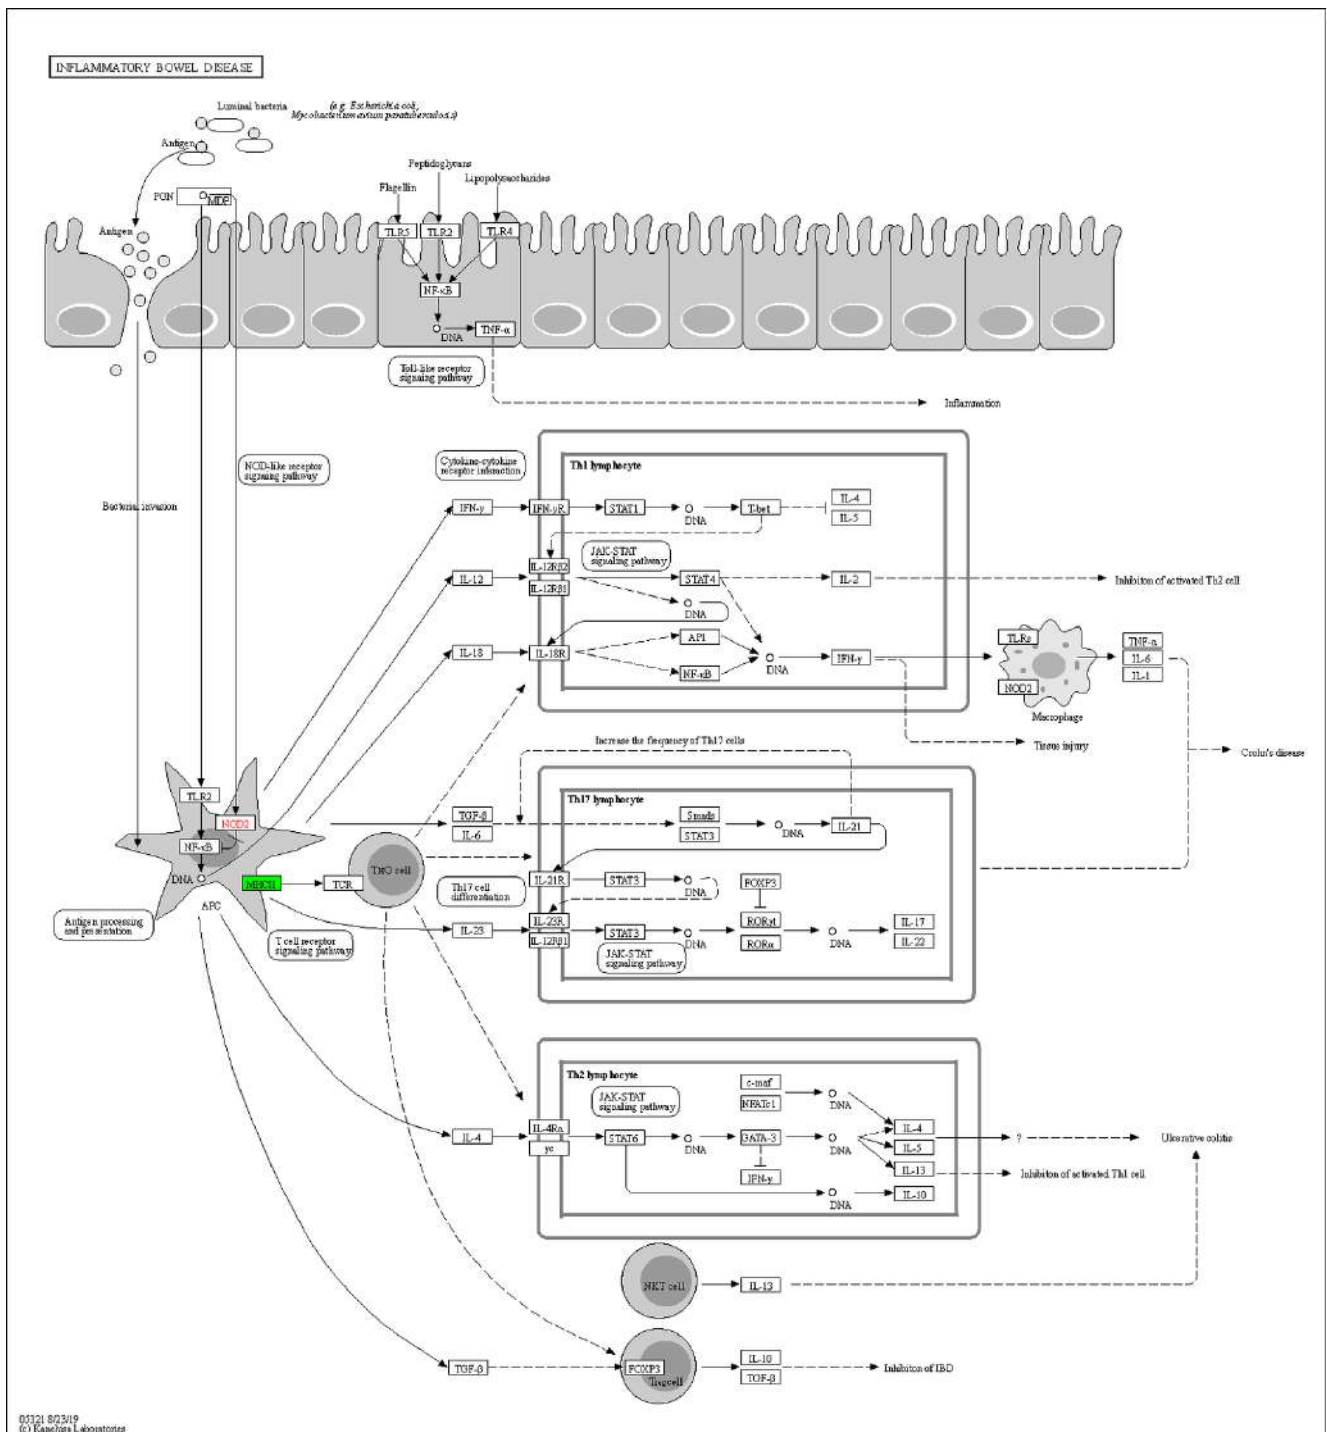 INFLAMMATORY BOWEL DISEASE
Luminal bacteria
(e.g. Escherichia coli,
Mycobacterium avium paratuberculosis)
Antigen
Peptidoglycans
Flagellin
Lipopolysaccharides
PGN
MDP
Antigen
TLR5
TLR2
TLR4
NF-κB
DNA
TNF-α
Toll-like receptor
signaling pathway
Inflammation
NOD-like receptor
signaling pathway
Cytokine-cytokine
receptor interaction
Th1 lymphocyte
Bacterial invasion
IFN-γ
IFN-γR
STAT1
DNA
T-bet
IL-4
IL-5
JAK-STAT
signaling pathway
IL-12
IL-12Rβ2
IL-12Rβ1
STAT4
IL-2
Inhibiton of activated Th2 cell
DNA
IL-18
IL-18R
AP1
NF-κB
DNA
IFN-γ
TLRs
NOD2
Macrophage
TNF-α
IL-6
IL-1
Tissue injury
Crohn's disease
Increase the frequency of Th17 cells
Th17 lymphocyte
TLR2
NOD2
NF-κB
DNA
MHCII
APC
TCR
Th0 cell
TGF-β
IL-6
Smads
STAT3
DNA
IL-21
Th17 cell
differentiation
IL-21R
STAT3
DNA
FOXP3
Antigen processing
and presentation
T cell receptor
signaling pathway
IL-23
IL-23R
IL-12Rβ1
STAT3
DNA
RORγt
RORα
DNA
IL-17
IL-22
JAK-STAT
signaling pathway
Th2 lymphocyte
JAK-STAT
signaling pathway
c-maf
NFATc1
DNA
IL-4
IL-4Rα
γc
STAT6
DNA
GATA-3
IFN-γ
DNA
IL-4
IL-5
IL-13
?
Ulcerative colitis
Inhibiton of activated Th1 cell
DNA
IL-10
NKT cell
IL-13
TGF-β
FOXP3
Treg cell
IL-10
TGF-β
Inhibiton of IBD
05321 8/23/19
(c) Kanehisa Laboratories